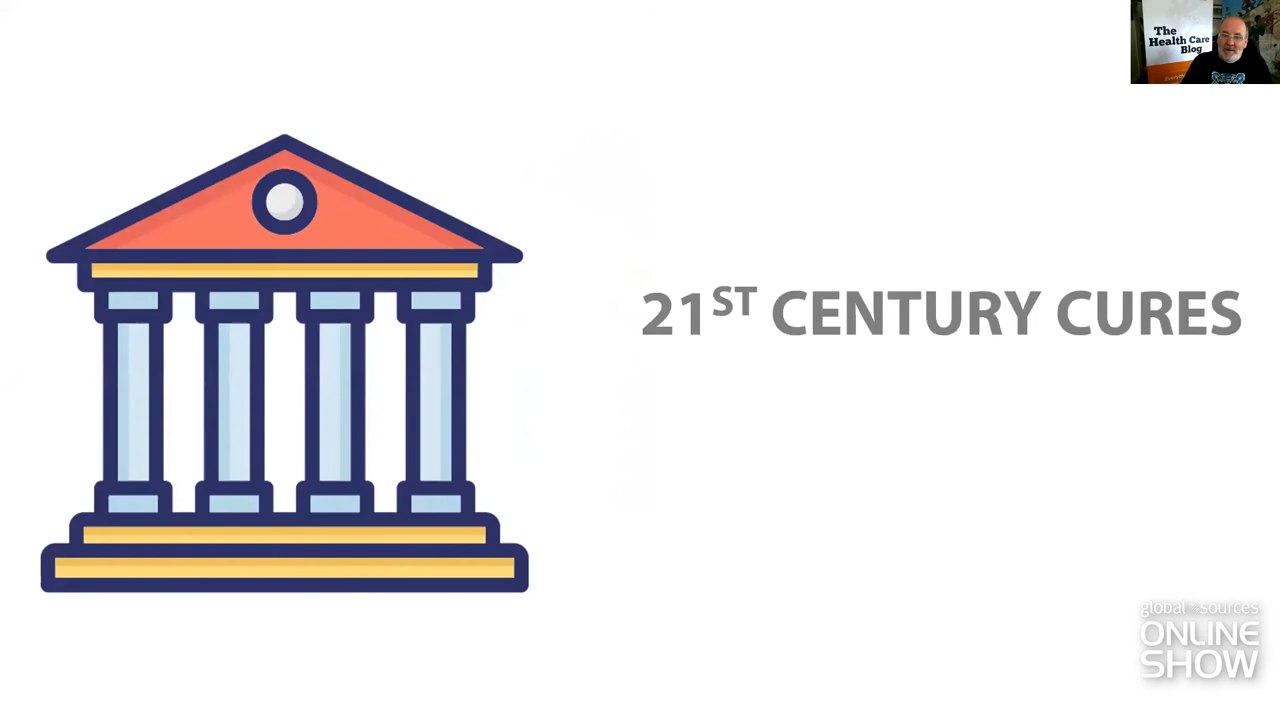 The
Health Care
Blog
21ST CENTURY CURES
global sources
ONLINE
SHOW